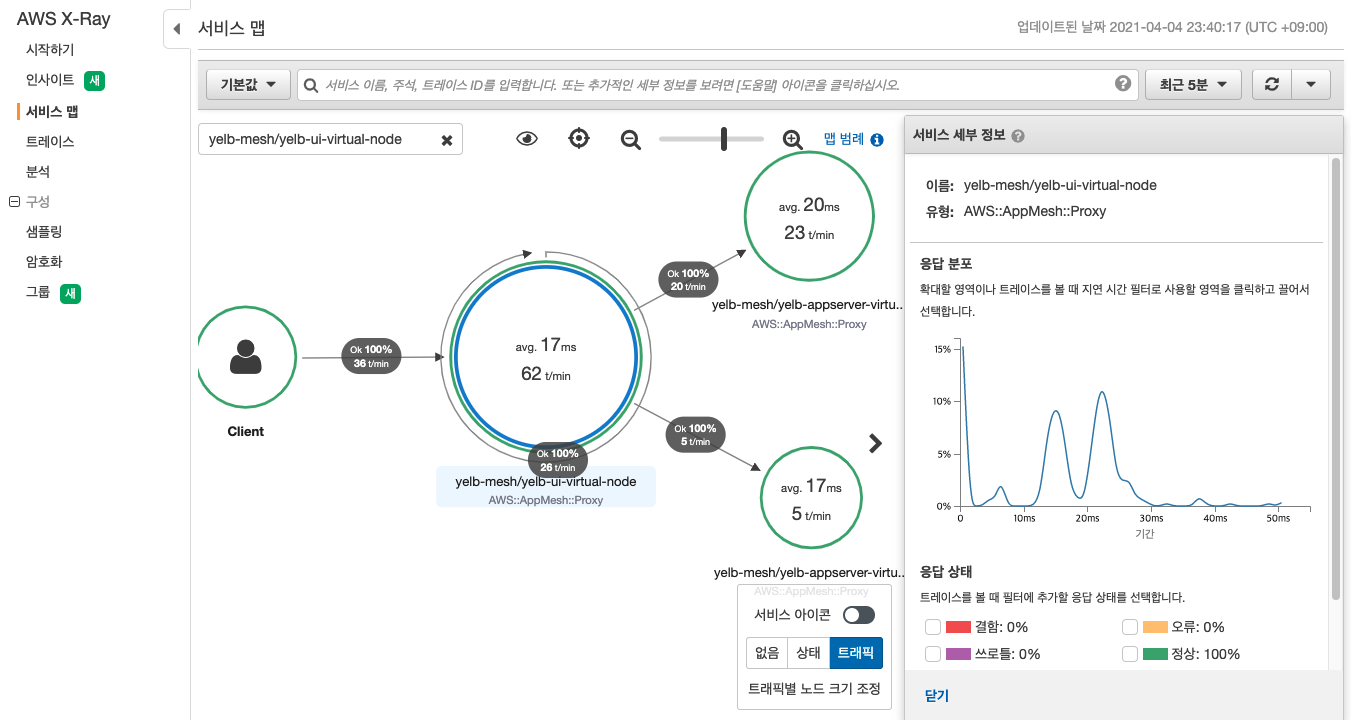 AWS X-Ray
시작하기
인사이트 새
서비스 맵
트레이스
분석
구성
샘플링
암호화
그룹 새
서비스 맵
업데이트된 날짜 2021-04-04 23:40:17 (UTC +09:00)
기본값
서비스 이름, 주석, 트레이스 ID를 입력합니다. 또는 추가적인 세부 정보를 보려면 [도움말] 아이콘을 클릭하십시오.
최근 5분
yelb-mesh/yelb-ui-virtual-node
맵 범례
Client
Ok 100%
36 t/min
avg. 17ms
62 t/min
Ok 100%
26 t/min
yelb-mesh/yelb-ui-virtual-node
AWS::AppMesh::Proxy
Ok 100%
20 t/min
avg. 20ms
23 t/min
yelb-mesh/yelb-appserver-virtu...
AWS::AppMesh::Proxy
Ok 100%
5 t/min
avg. 17ms
5 t/min
yelb-mesh/yelb-appserver-virtu...
AWS::AppMesh::Proxy
서비스 아이콘
없음 상태 트래픽
트래픽별 노드 크기 조정
서비스 세부 정보
이름: yelb-mesh/yelb-ui-virtual-node
유형: AWS::AppMesh::Proxy
응답 분포
확대할 영역이나 트레이스를 볼 때 지연 시간 필터로 사용할 영역을 클릭하고 끌어서
선택합니다.
15%
10%
5%
0%
0 10ms 20ms 30ms 40ms 50ms
기간
응답 상태
트레이스를 볼 때 필터에 추가할 응답 상태를 선택합니다.
결함: 0% 오류: 0%
쓰로틀: 0% 정상: 100%
닫기